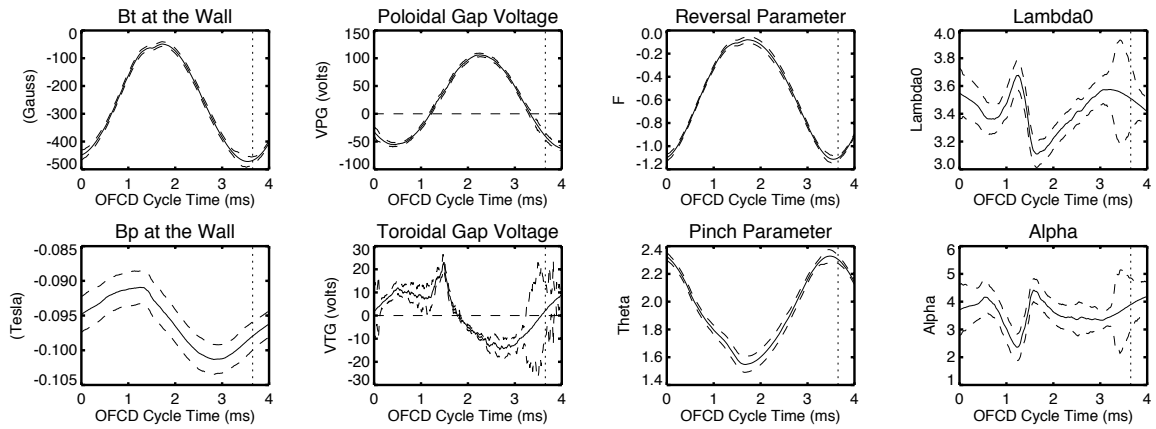 Bt at the Wall
0
-100
-200
-300
-400
-500
(Gauss)
0 1 2 3 4
OFCD Cycle Time (ms)
Poloidal Gap Voltage
150
100
50
0
-50
-100
VPG (volts)
0 1 2 3 4
OFCD Cycle Time (ms)
Reversal Parameter
0.0
-0.2
-0.4
-0.6
-0.8
-1.0
-1.2
F
0 1 2 3 4
OFCD Cycle Time (ms)
Lambda0
4.0
3.8
3.6
3.4
3.2
3.0
Lambda0
0 1 2 3 4
OFCD Cycle Time (ms)
Bp at the Wall
-0.085
-0.090
-0.095
-0.100
-0.105
(Tesla)
0 1 2 3 4
OFCD Cycle Time (ms)
Toroidal Gap Voltage
30
20
10
0
-10
-20
-30
VTG (volts)
0 1 2 3 4
OFCD Cycle Time (ms)
Pinch Parameter
2.4
2.2
2.0
1.8
1.6
1.4
Theta
0 1 2 3 4
OFCD Cycle Time (ms)
Alpha
6
5
4
3
2
1
Alpha
0 1 2 3 4
OFCD Cycle Time (ms)